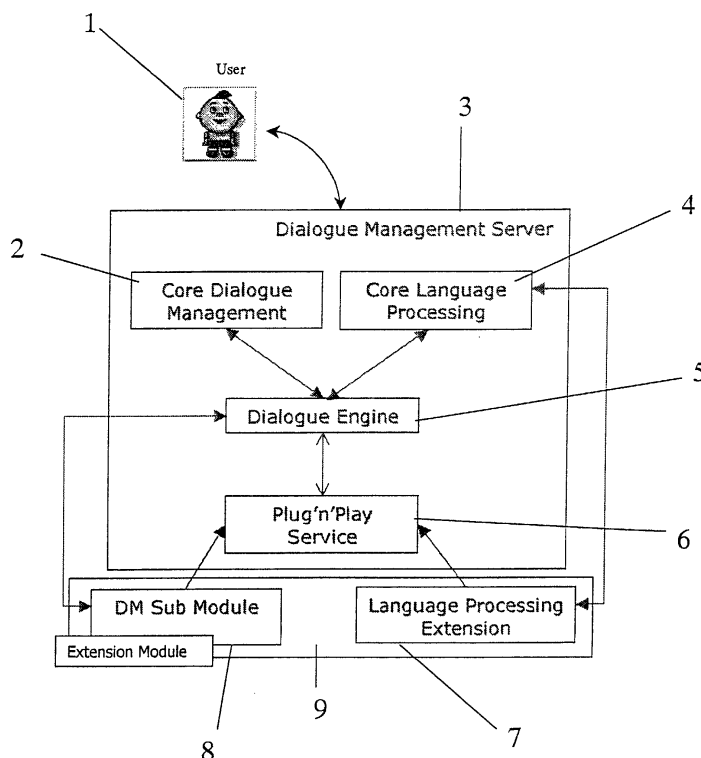 1
User
3
Dialogue Management Server
4
2
Core Dialogue
Management
Core Language
Processing
5
Dialogue Engine
Plug'n'Play
Service
6
DM Sub Module
Language Processing
Extension
Extension Module
9
7
8